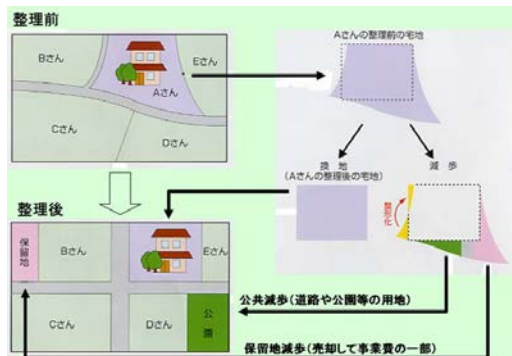 整理前
Bさん
Eさん
Aさん
Cさん
Dさん
Aさんの整理前の宅地
換 地
(Aさんの整理後の宅地)
減 歩
整形化
整理後
保留地
Bさん
Eさん
Cさん
Dさん
公園
公共減歩(道路や公園等の用地)
保留地減歩(売却して事業費の一部)